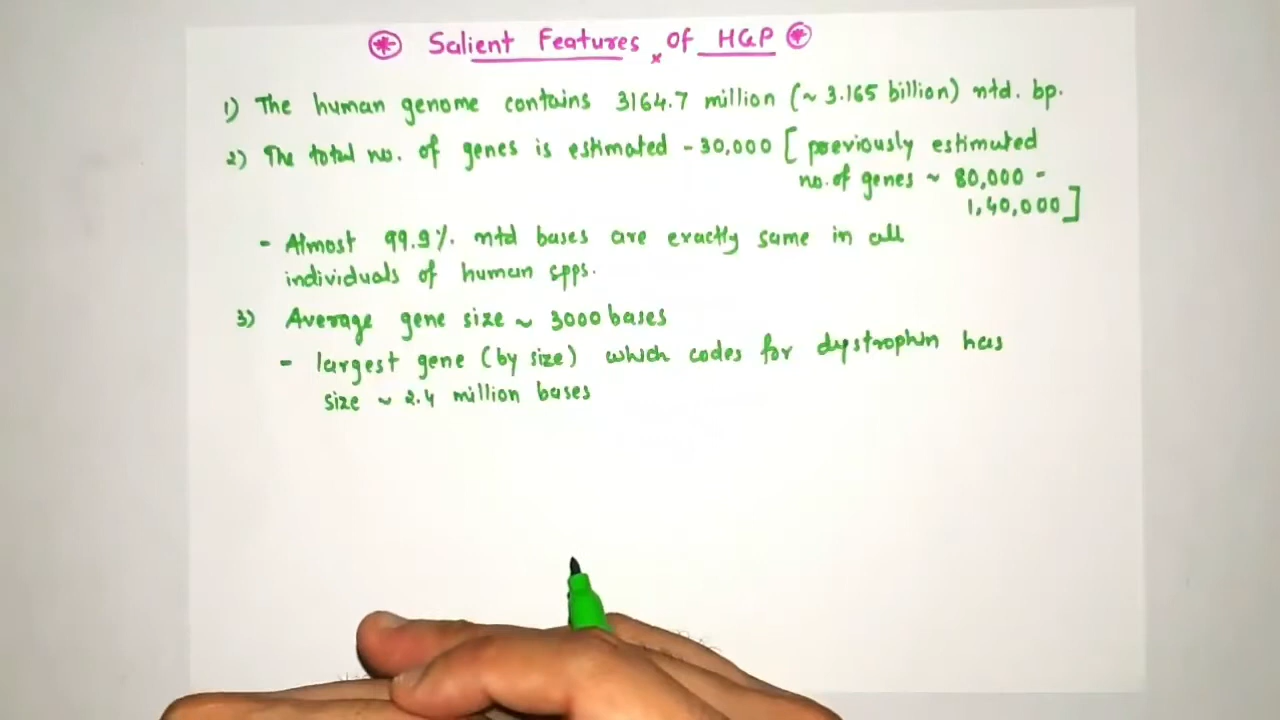 Salient Features of HGP
1) The human genome contains 3164.7 million (~ 3.165 billion) ntd. bp.
2) The total no. of genes is estimated - 30,000 [previously estimated
no. of genes ~ 80,000 -
1,40,000]
- Almost 99.9% ntd bases are exactly same in all
individuals of human spps.
3) Average gene size ~ 3000 bases
- largest gene (by size) which codes for dystrophin has
size ~ 2.4 million bases